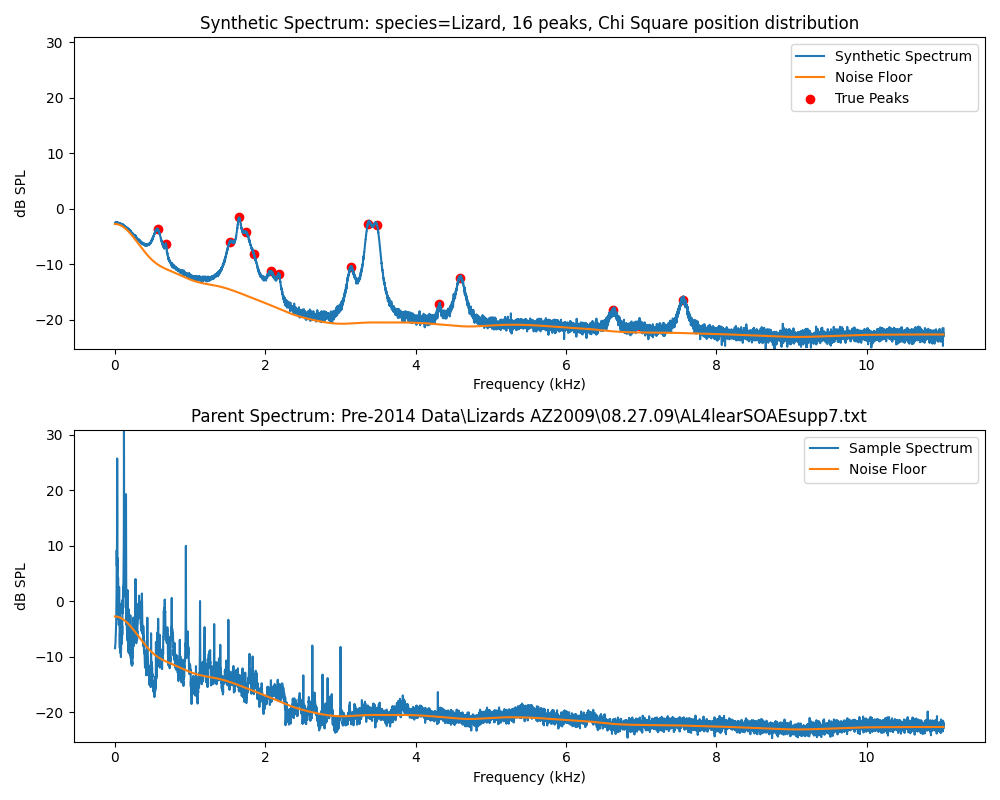 Synthetic Spectrum: species=Lizard, 16 peaks, Chi Square position distribution
30
20
10
0
−10
−20
dB SPL
Synthetic Spectrum
Noise Floor
True Peaks
0 2 4 6 8 10
Frequency (kHz)
Parent Spectrum: Pre-2014 Data\Lizards AZ2009\08.27.09\AL4learSOAEsupp7.txt
30
20
10
0
−10
−20
dB SPL
Sample Spectrum
Noise Floor
0 2 4 6 8 10
Frequency (kHz)